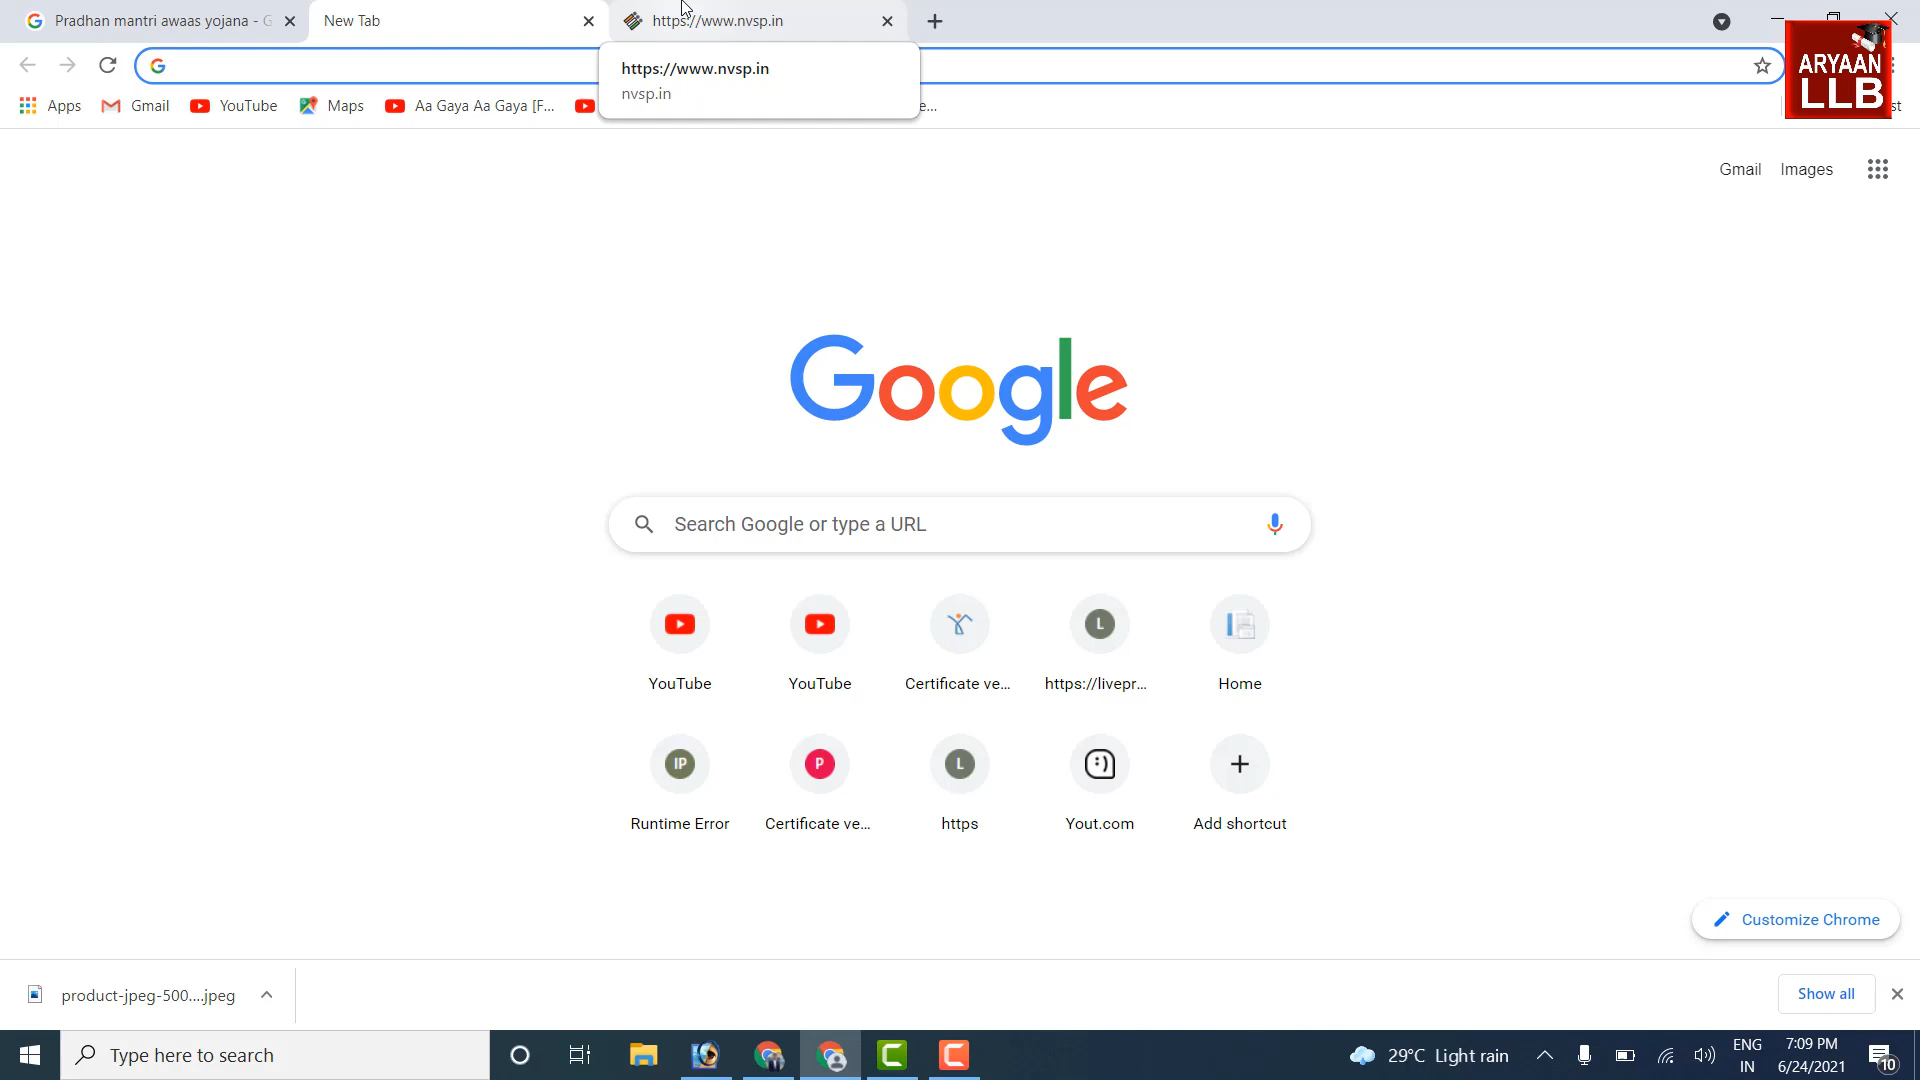 Pradhan mantri awaas yojana - G
New Tab
https://www.nvsp.in
https://www.nvsp.in
nvsp.in
ARYAAN
LLB
Apps
Gmail
YouTube
Maps
Aa Gaya Aa Gaya [F...
e...
st
Gmail
Images
Google
Search Google or type a URL
YouTube
YouTube
Certificate ve...
L
https://livepr...
Home
IP
Runtime Error
P
Certificate ve...
L
https
:)
Yout.com
Add shortcut
Customize Chrome
product-jpeg-500....jpeg
Show all
Type here to search
29°C Light rain
ENG
IN
7:09 PM
6/24/2021
10